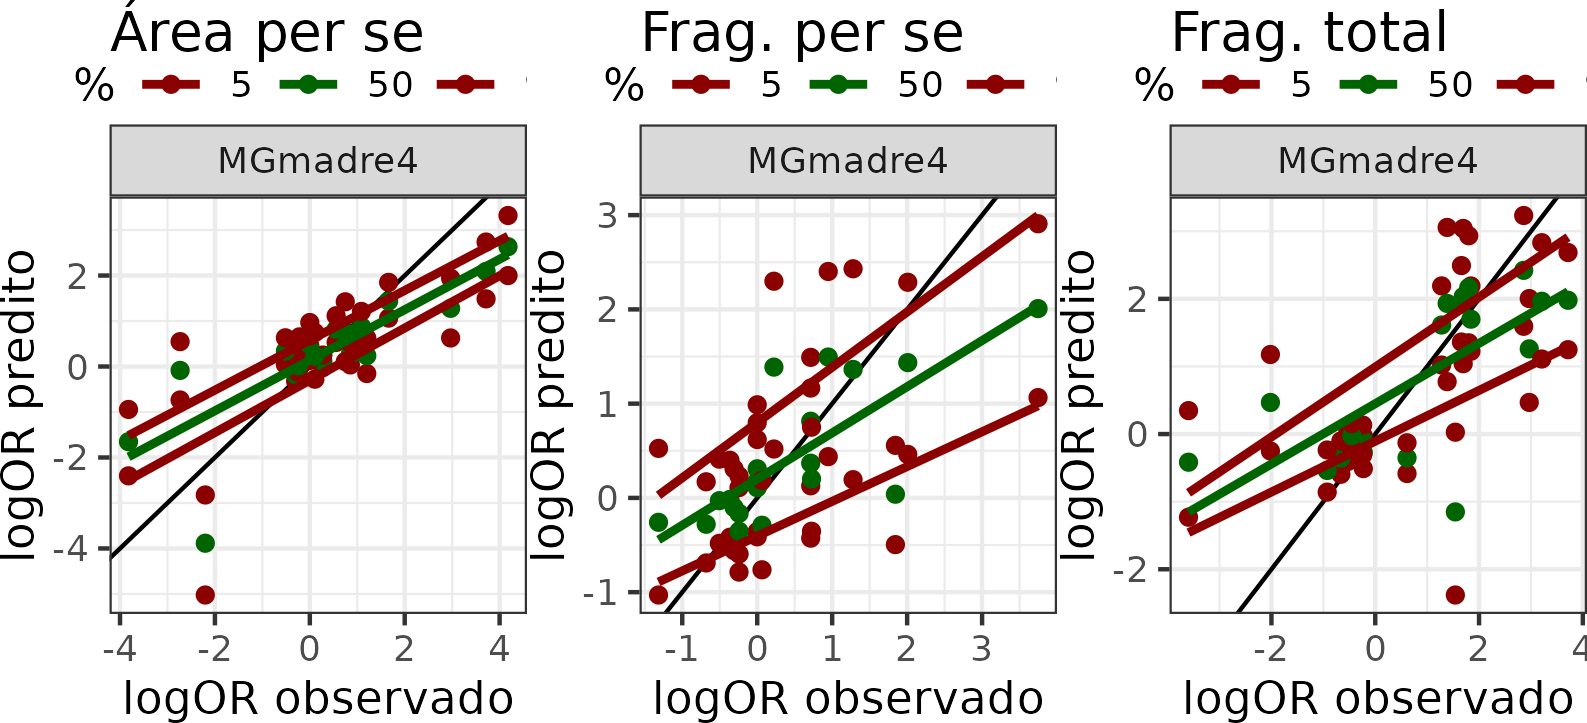 Área per se
% 5 50
MGmadre4
2
0
-2
-4
-4 -2 0 2 4
logOR observado
logOR predito
Frag. per se
% 5 50
MGmadre4
3
2
1
0
-1
-1 0 1 2 3
logOR observado
logOR predito
Frag. total
% 5 50
MGmadre4
2
0
-2
-2 0 2 4
logOR observado
logOR predito